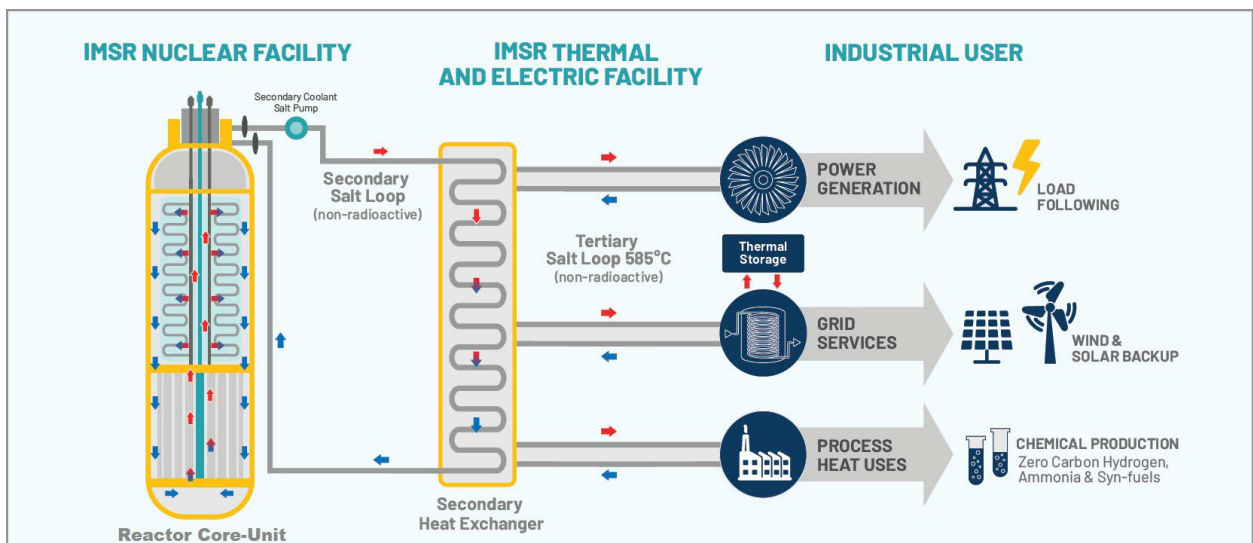 IMSR NUCLEAR FACILITY
IMSR THERMAL
AND ELECTRIC FACILITY
INDUSTRIAL USER
Secondary Coolant
Salt Pump
Secondary
Salt Loop
(non-radioactive)
Tertiary
Salt Loop 585°C
(non-radioactive)
POWER
GENERATION
LOAD
FOLLOWING
Thermal
Storage
GRID
SERVICES
WIND &
SOLAR BACKUP
PROCESS
HEAT USES
CHEMICAL PRODUCTION
Zero Carbon Hydrogen,
Ammonia & Syn-fuels
Secondary
Heat Exchanger
Reactor Core-Unit